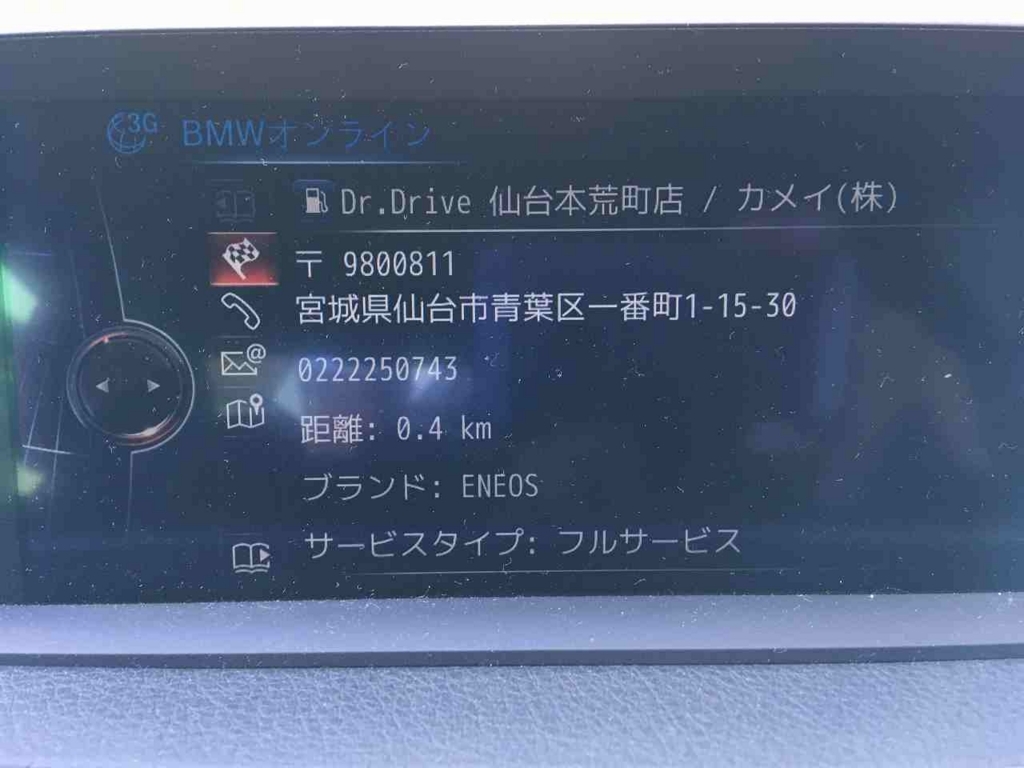 3G BMWオンライン
Dr.Drive 仙台本荒町店 / カメイ(株)
〒 9800811
宮城県仙台市青葉区一番町1-15-30
0222250743
距離: 0.4 km
ブランド: ENEOS
サービスタイプ: フルサービス